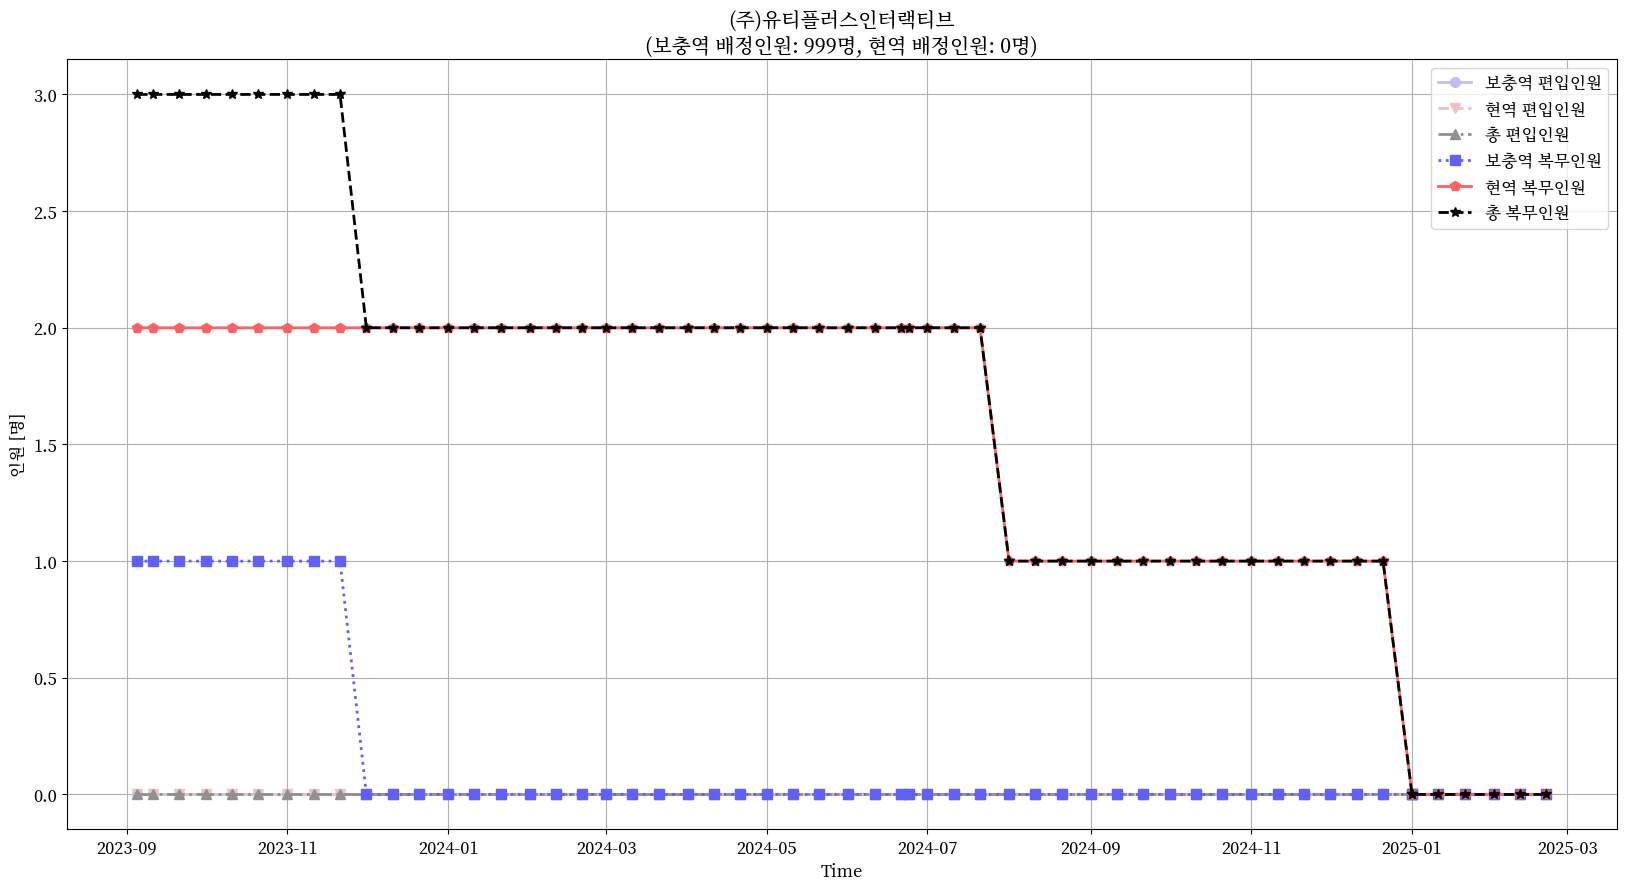 (주)유티플러스인터랙티브
(보충역 배정인원: 999명, 현역 배정인원: 0명)
보충역 편입인원
현역 편입인원
총 편입인원
보충역 복무인원
현역 복무인원
총 복무인원
인원 [명]
3.0
2.5
2.0
1.5
1.0
0.5
0.0
2023-09
2023-11
2024-01
2024-03
2024-05
2024-07
2024-09
2024-11
2025-01
2025-03
Time